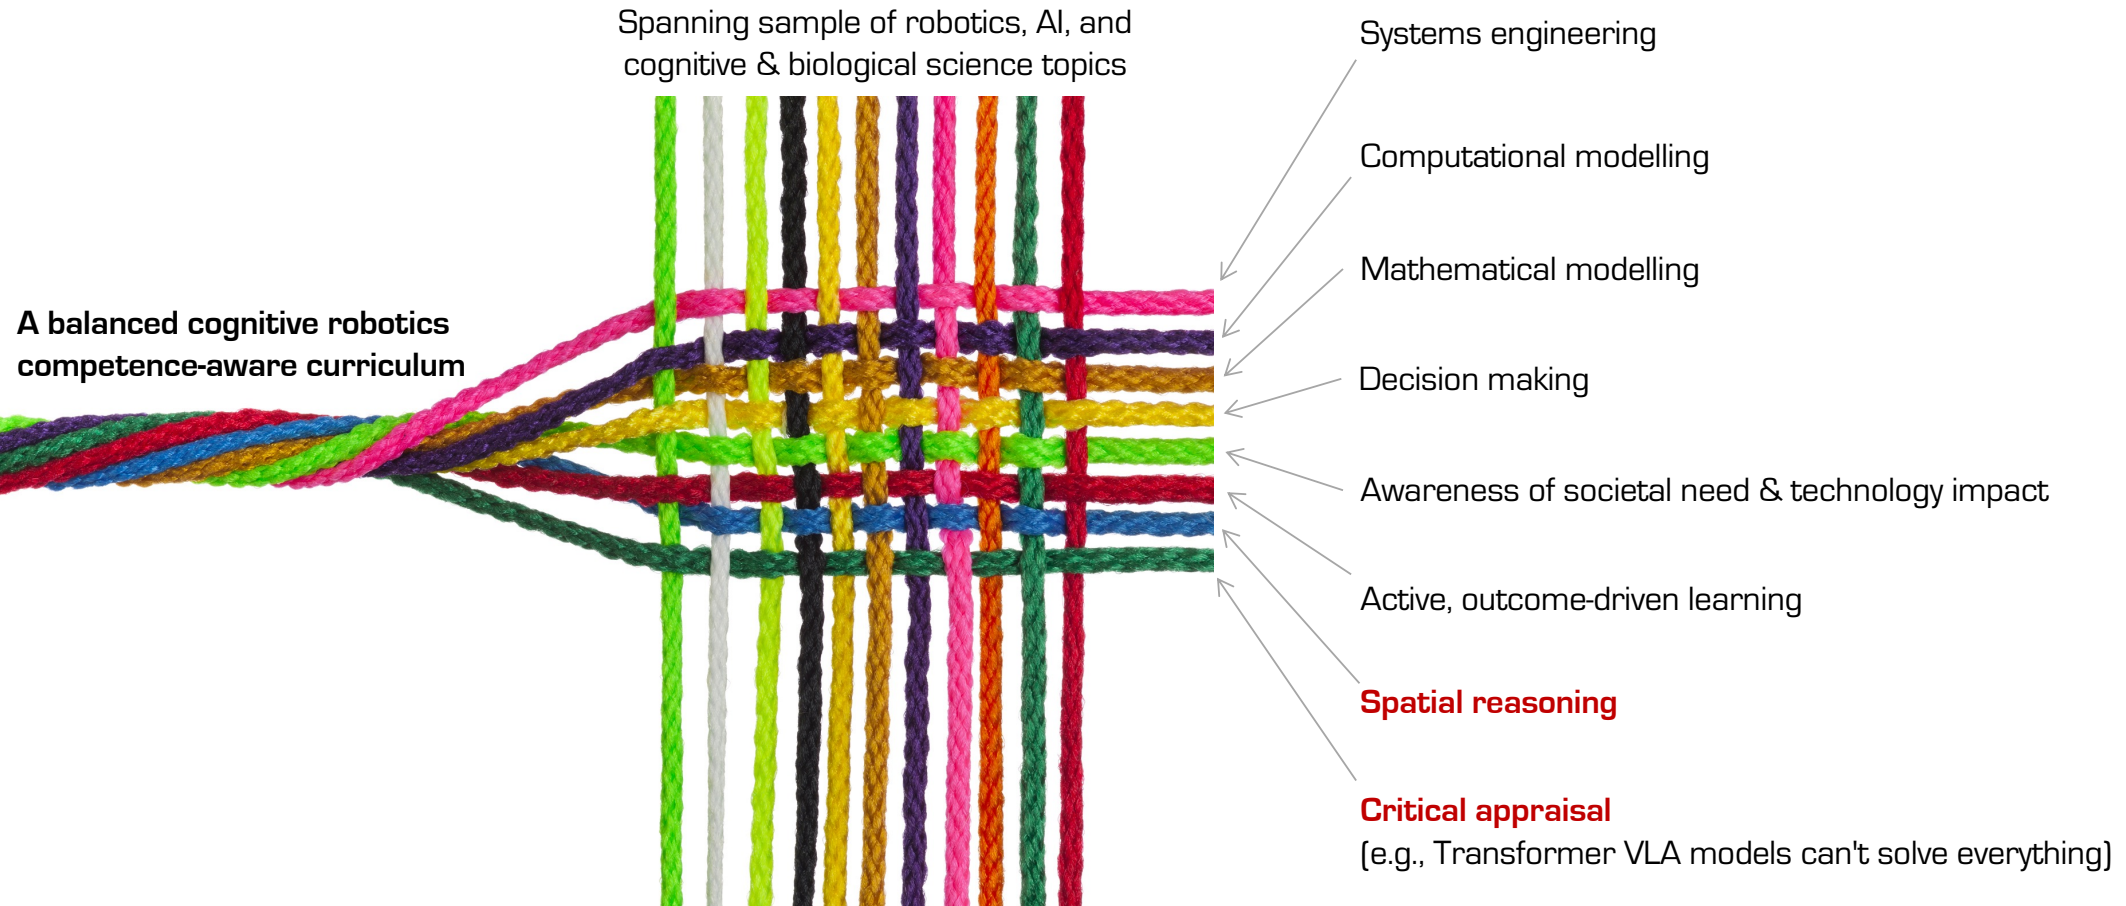 Spanning sample of robotics, AI, and
cognitive & biological science topics
A balanced cognitive robotics
competence-aware curriculum
Systems engineering
Computational modelling
Mathematical modelling
Decision making
Awareness of societal need & technology impact
Active, outcome-driven learning
Spatial reasoning
Critical appraisal
(e.g., Transformer VLA models can't solve everything)